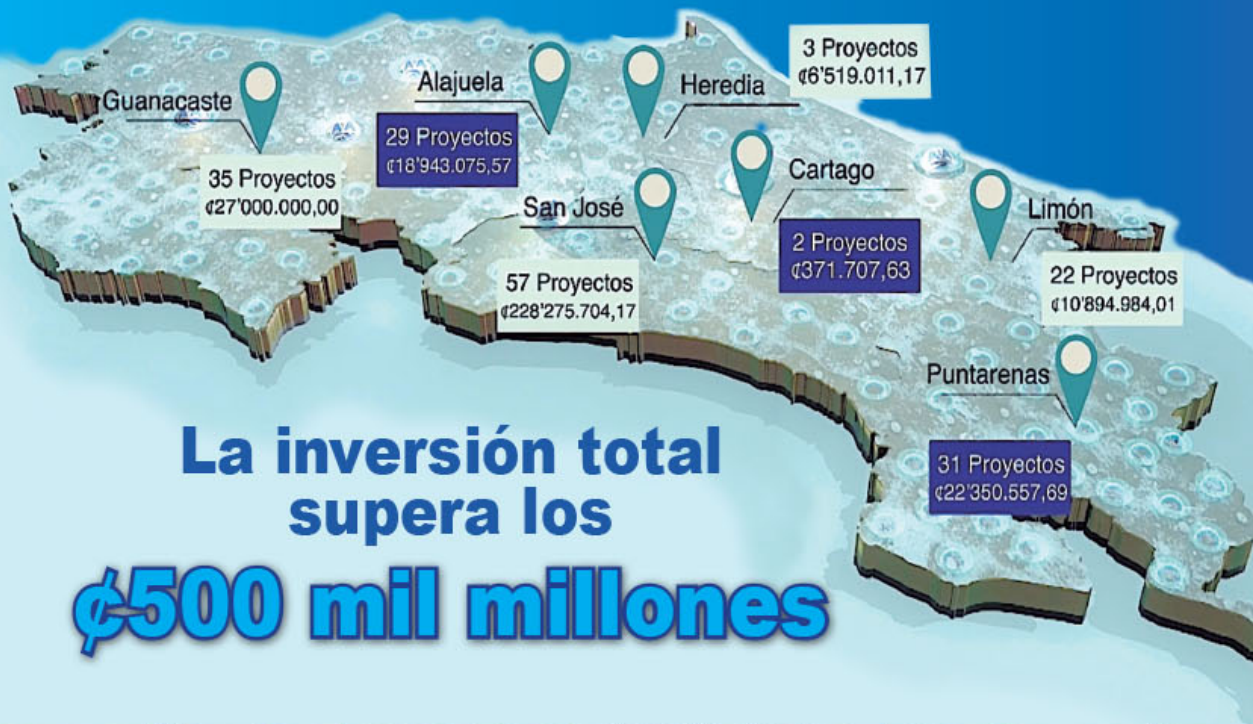 Guanacaste
35 Proyectos
¢27'000.000,00
Alajuela
29 Proyectos
¢18'943.075,57
Heredia
3 Proyectos
¢6'519.011,17
San José
57 Proyectos
¢228'275.704,17
Cartago
2 Proyectos
¢371.707,63
Limón
22 Proyectos
¢10'894.984,01
Puntarenas
31 Proyectos
¢22'350.557,69
La inversión total
supera los
¢500 mil millones